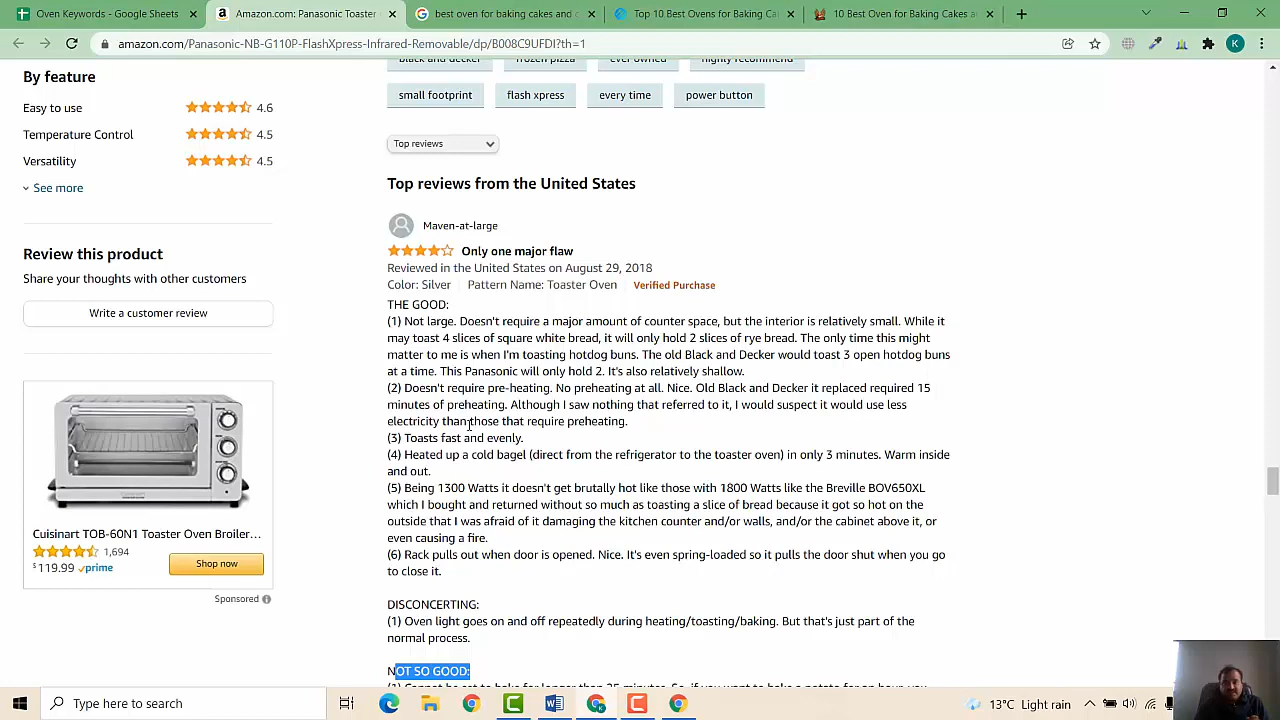 Oven Keywords - Google Sheets
Amazon.com: Panasonic Toaster
best oven for baking cakes and c
Top 10 Best Ovens for Baking Cak
10 Best Oven for Baking Cakes a
amazon.com/Panasonic-NB-G110P-FlashXpress-Infrared-Removable/dp/B008C9UFDI?th=1
K
By feature
Easy to use 4.6
Temperature Control 4.5
Versatility 4.5
See more
Review this product
Share your thoughts with other customers
Write a customer review
Cuisinart TOB-60N1 Toaster Oven Broiler...
1,694
$119.99 prime
Shop now
Sponsored
black and decker frozen pizza ever owned highly recommend
small footprint flash xpress every time power button
Top reviews
Top reviews from the United States
Maven-at-large
Only one major flaw
Reviewed in the United States on August 29, 2018
Color: Silver Pattern Name: Toaster Oven Verified Purchase
THE GOOD:
(1) Not large. Doesn't require a major amount of counter space, but the interior is relatively small. While it
may toast 4 slices of square white bread, it will only hold 2 slices of rye bread. The only time this might
matter to me is when I'm toasting hotdog buns. The old Black and Decker would toast 3 open hotdog buns
at a time. This Panasonic will only hold 2. It's also relatively shallow.
(2) Doesn't require pre-heating. No preheating at all. Nice. Old Black and Decker it replaced required 15
minutes of preheating. Although I saw nothing that referred to it, I would suspect it would use less
electricity than those that require preheating.
(3) Toasts fast and evenly.
(4) Heated up a cold bagel (direct from the refrigerator to the toaster oven) in only 3 minutes. Warm inside
and out.
(5) Being 1300 Watts it doesn't get brutally hot like those with 1800 Watts like the Breville BOV650XL
which I bought and returned without so much as toasting a slice of bread because it got so hot on the
outside that I was afraid of it damaging the kitchen counter and/or walls, and/or the cabinet above it, or
even causing a fire.
(6) Rack pulls out when door is opened. Nice. It's even spring-loaded so it pulls the door shut when you go
to close it.
DISCONCERTING:
(1) Oven light goes on and off repeatedly during heating/toasting/baking. But that's just part of the
normal process.
NOT SO GOOD:
Type here to search
13°C Light rain